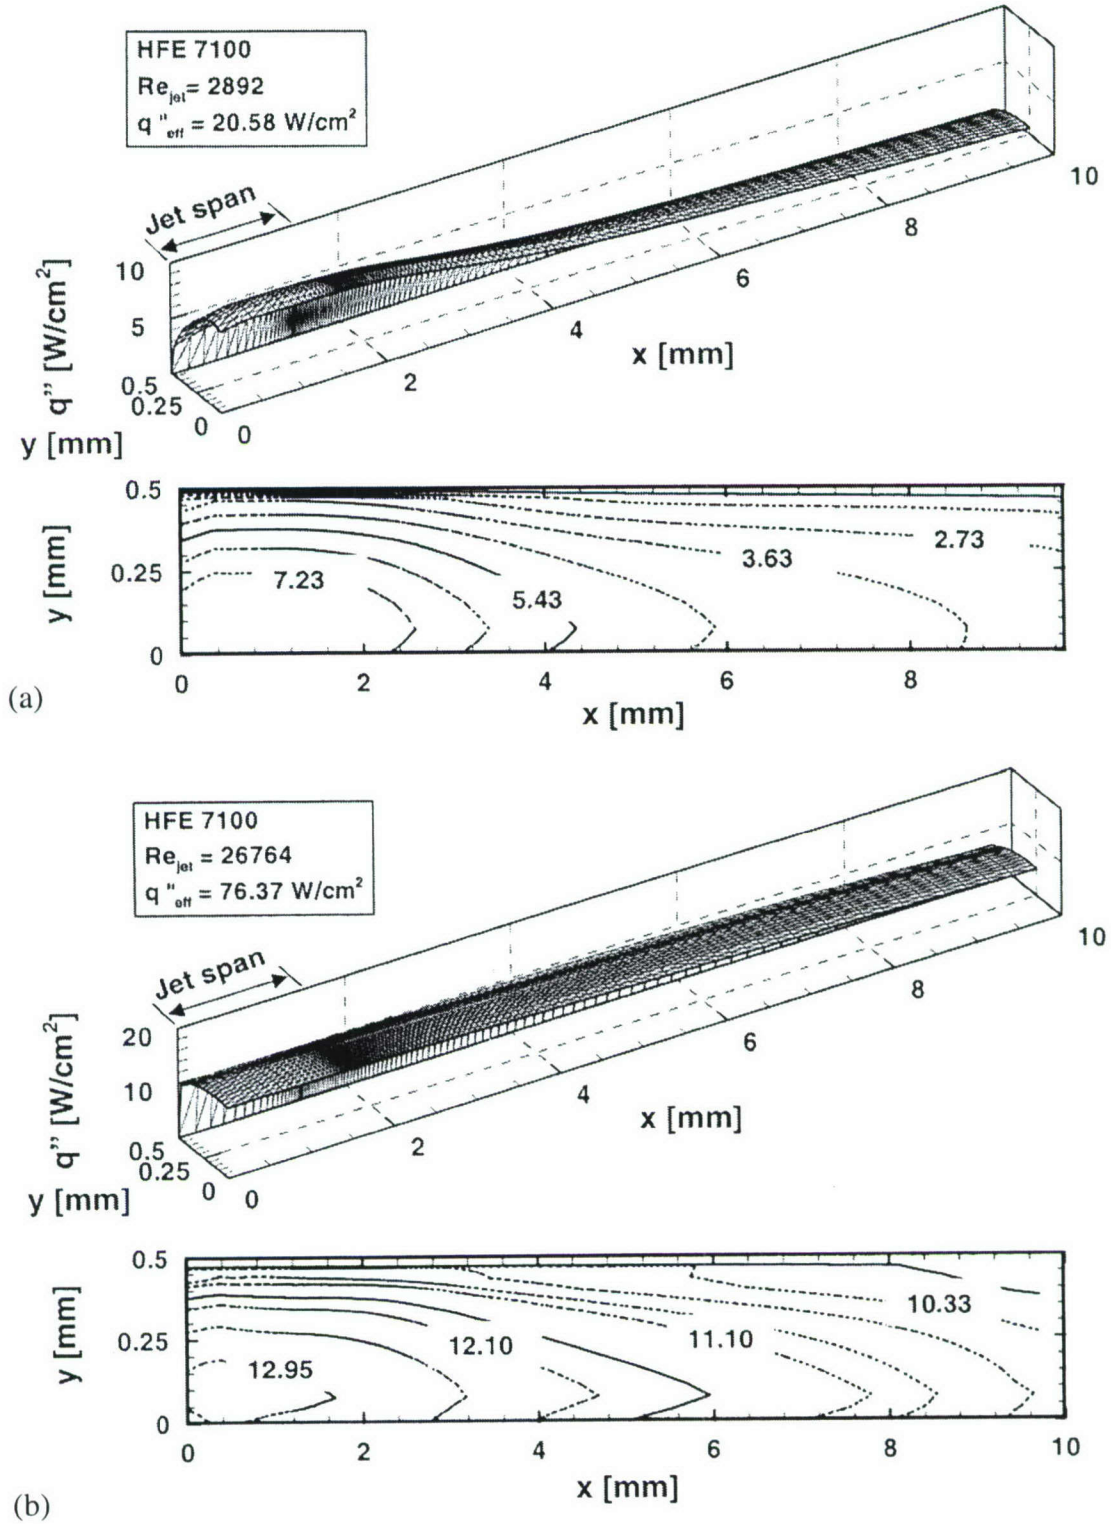 HFE 7100
Re_jet = 2892
q "_eff = 20.58 W/cm²
Jet span
10
5
q" [W/cm²]
0.5
0.25
0
y [mm]
0
2
4
6
8
10
x [mm]
0.5
0.25
0
y [mm]
7.23
5.43
3.63
2.73
0
2
4
6
8
x [mm]
(a)
HFE 7100
Re_jet = 26764
q "_eff = 76.37 W/cm²
Jet span
20
10
q" [W/cm²]
0.5
0.25
0
y [mm]
0
2
4
6
8
10
x [mm]
0.5
0.25
0
y [mm]
12.95
12.10
11.10
10.33
0
2
4
6
8
10
x [mm]
(b)